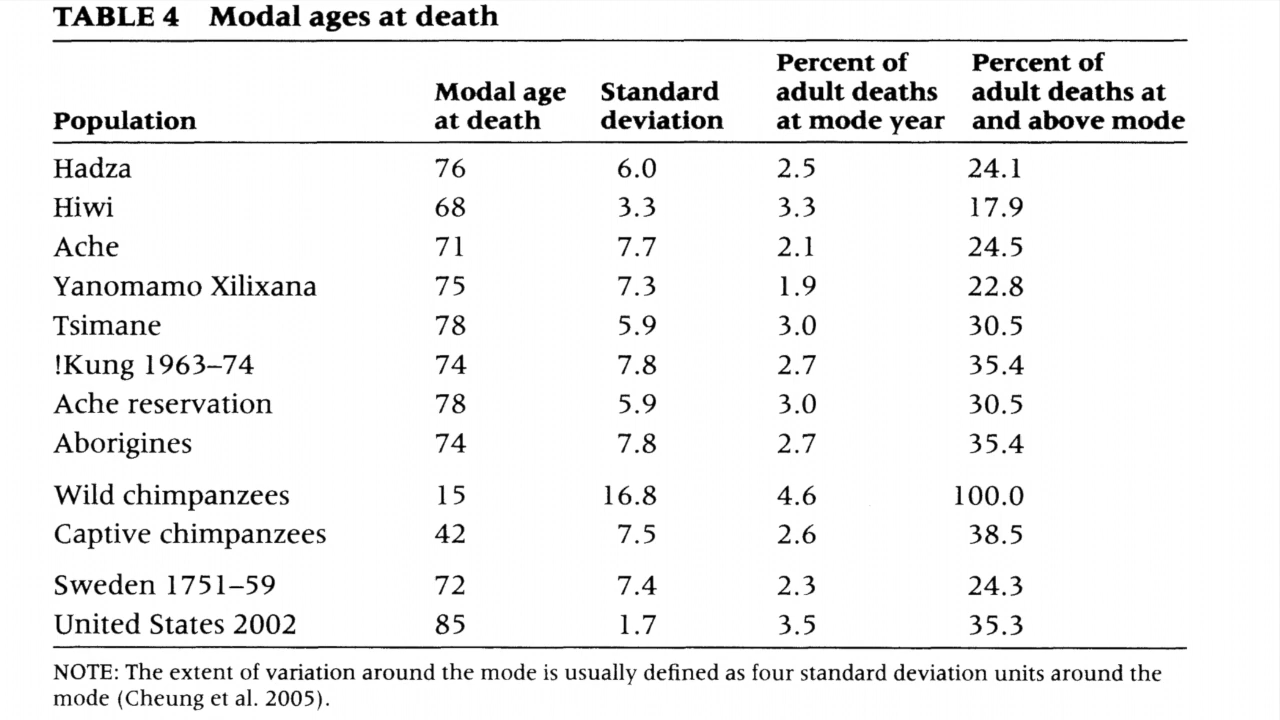 TABLE 4 Modal ages at death
Percent of Percent of
Modal age Standard adult deaths adult deaths at
Population at death deviation at mode year and above mode
Hadza 76 6.0 2.5 24.1
Hiwi 68 3.3 3.3 17.9
Ache 71 7.7 2.1 24.5
Yanomamo Xilixana 75 7.3 1.9 22.8
Tsimane 78 5.9 3.0 30.5
!Kung 1963–74 74 7.8 2.7 35.4
Ache reservation 78 5.9 3.0 30.5
Aborigines 74 7.8 2.7 35.4
Wild chimpanzees 15 16.8 4.6 100.0
Captive chimpanzees 42 7.5 2.6 38.5
Sweden 1751–59 72 7.4 2.3 24.3
United States 2002 85 1.7 3.5 35.3
NOTE: The extent of variation around the mode is usually defined as four standard deviation units around the
mode (Cheung et al. 2005).